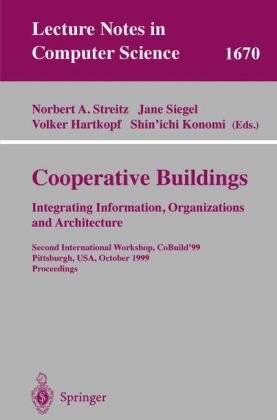 Lecture Notes in
Computer Science 1670
Norbert A. Streitz Jane Siegel
Volker Hartkopf Shin'ichi Konomi (Eds.)
Cooperative Buildings
Integrating Information, Organizations
and Architecture
Second International Workshop, CoBuild'99
Pittsburgh, USA, October 1999
Proceedings
Springer